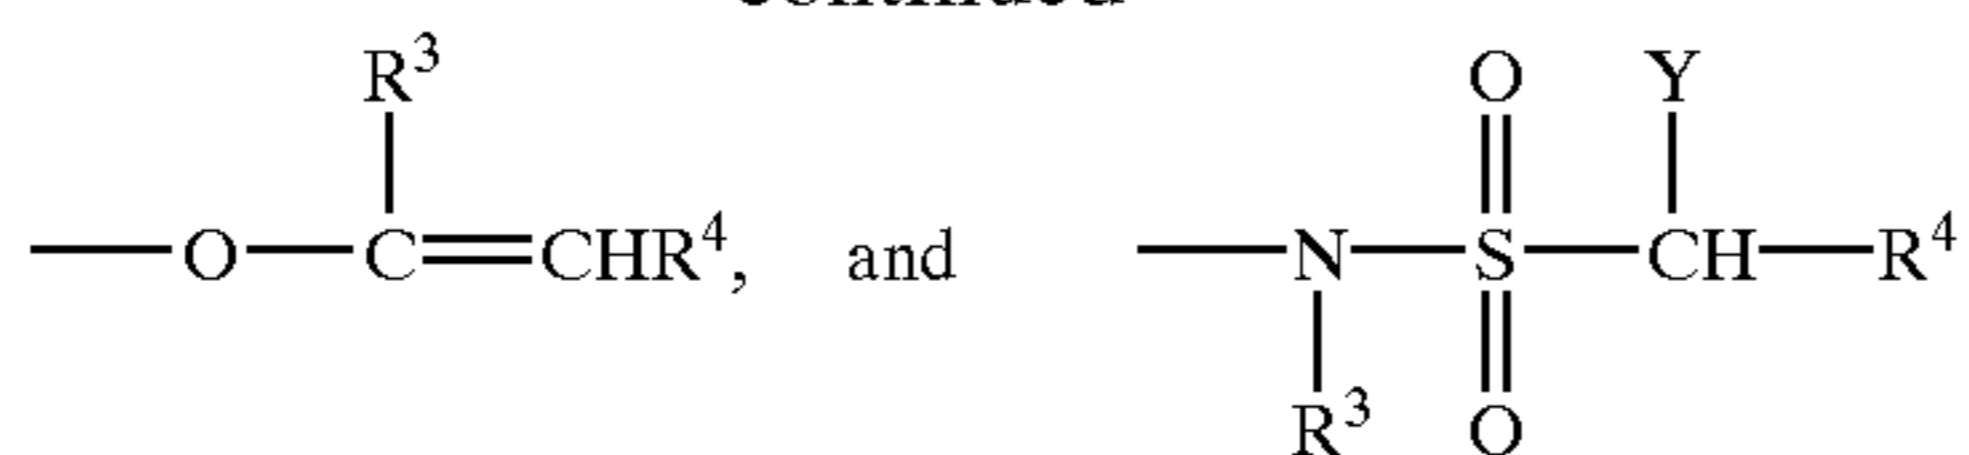 R³ O Y
—O—C=CHR⁴, and —N—S—CH—R⁴
R³ O